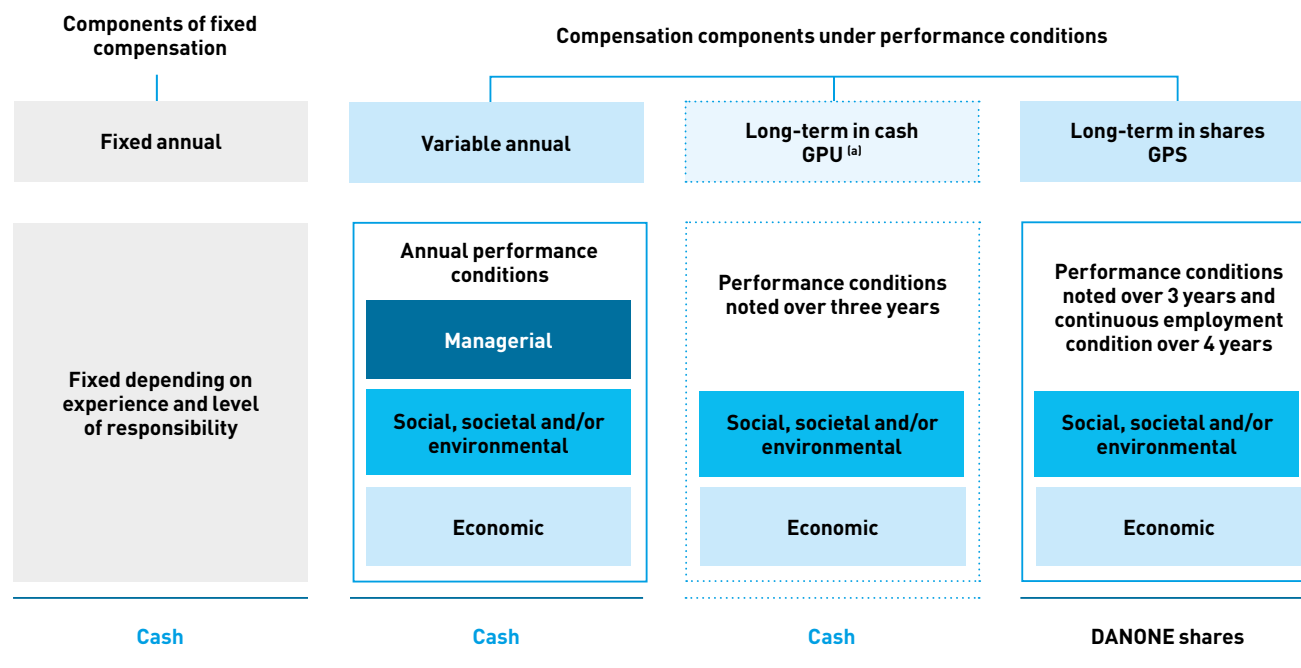 Components of fixed
compensation
Compensation components under performance conditions
Fixed annual
Variable annual
Long-term in cash
GPU (a)
Long-term in shares
GPS
Fixed depending on
experience and level
of responsibility
Annual performance
conditions
Managerial
Social, societal and/or
environmental
Economic
Performance conditions
noted over three years
Social, societal and/or
environmental
Economic
Performance conditions
noted over 3 years and
continuous employment
condition over 4 years
Social, societal and/or
environmental
Economic
Cash
Cash
Cash
DANONE shares